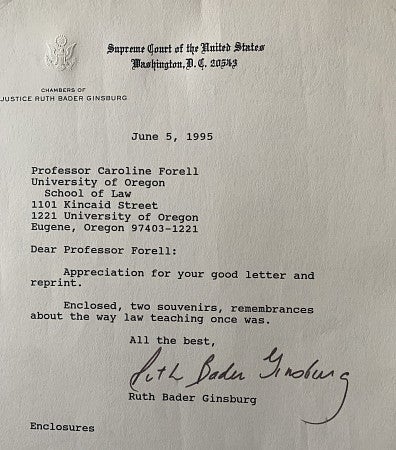 Supreme Court of the United States
Washington, D. C. 20543
CHAMBERS OF
JUSTICE RUTH BADER GINSBURG
June 5, 1995
Professor Caroline Forell
University of Oregon
School of Law
1101 Kincaid Street
1221 University of Oregon
Eugene, Oregon 97403-1221
Dear Professor Forell:
Appreciation for your good letter and
reprint.
Enclosed, two souvenirs, remembrances
about the way law teaching once was.
All the best,
Ruth Bader Ginsburg
Ruth Bader Ginsburg
Enclosures